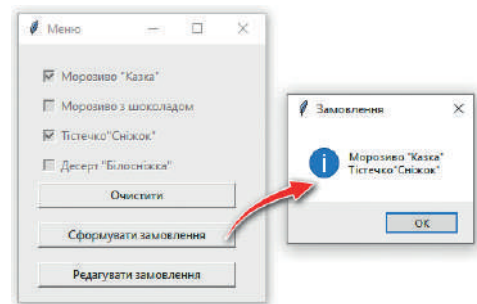 Меню
Морозиво "Казка"
Морозиво з шоколадом
Тістечко"Сніжок"
Десерт "Білосніжка"
Очистити
Сформувати замовлення
Редагувати замовлення
Замовлення
Морозиво "Казка"
Тістечко"Сніжок"
OK